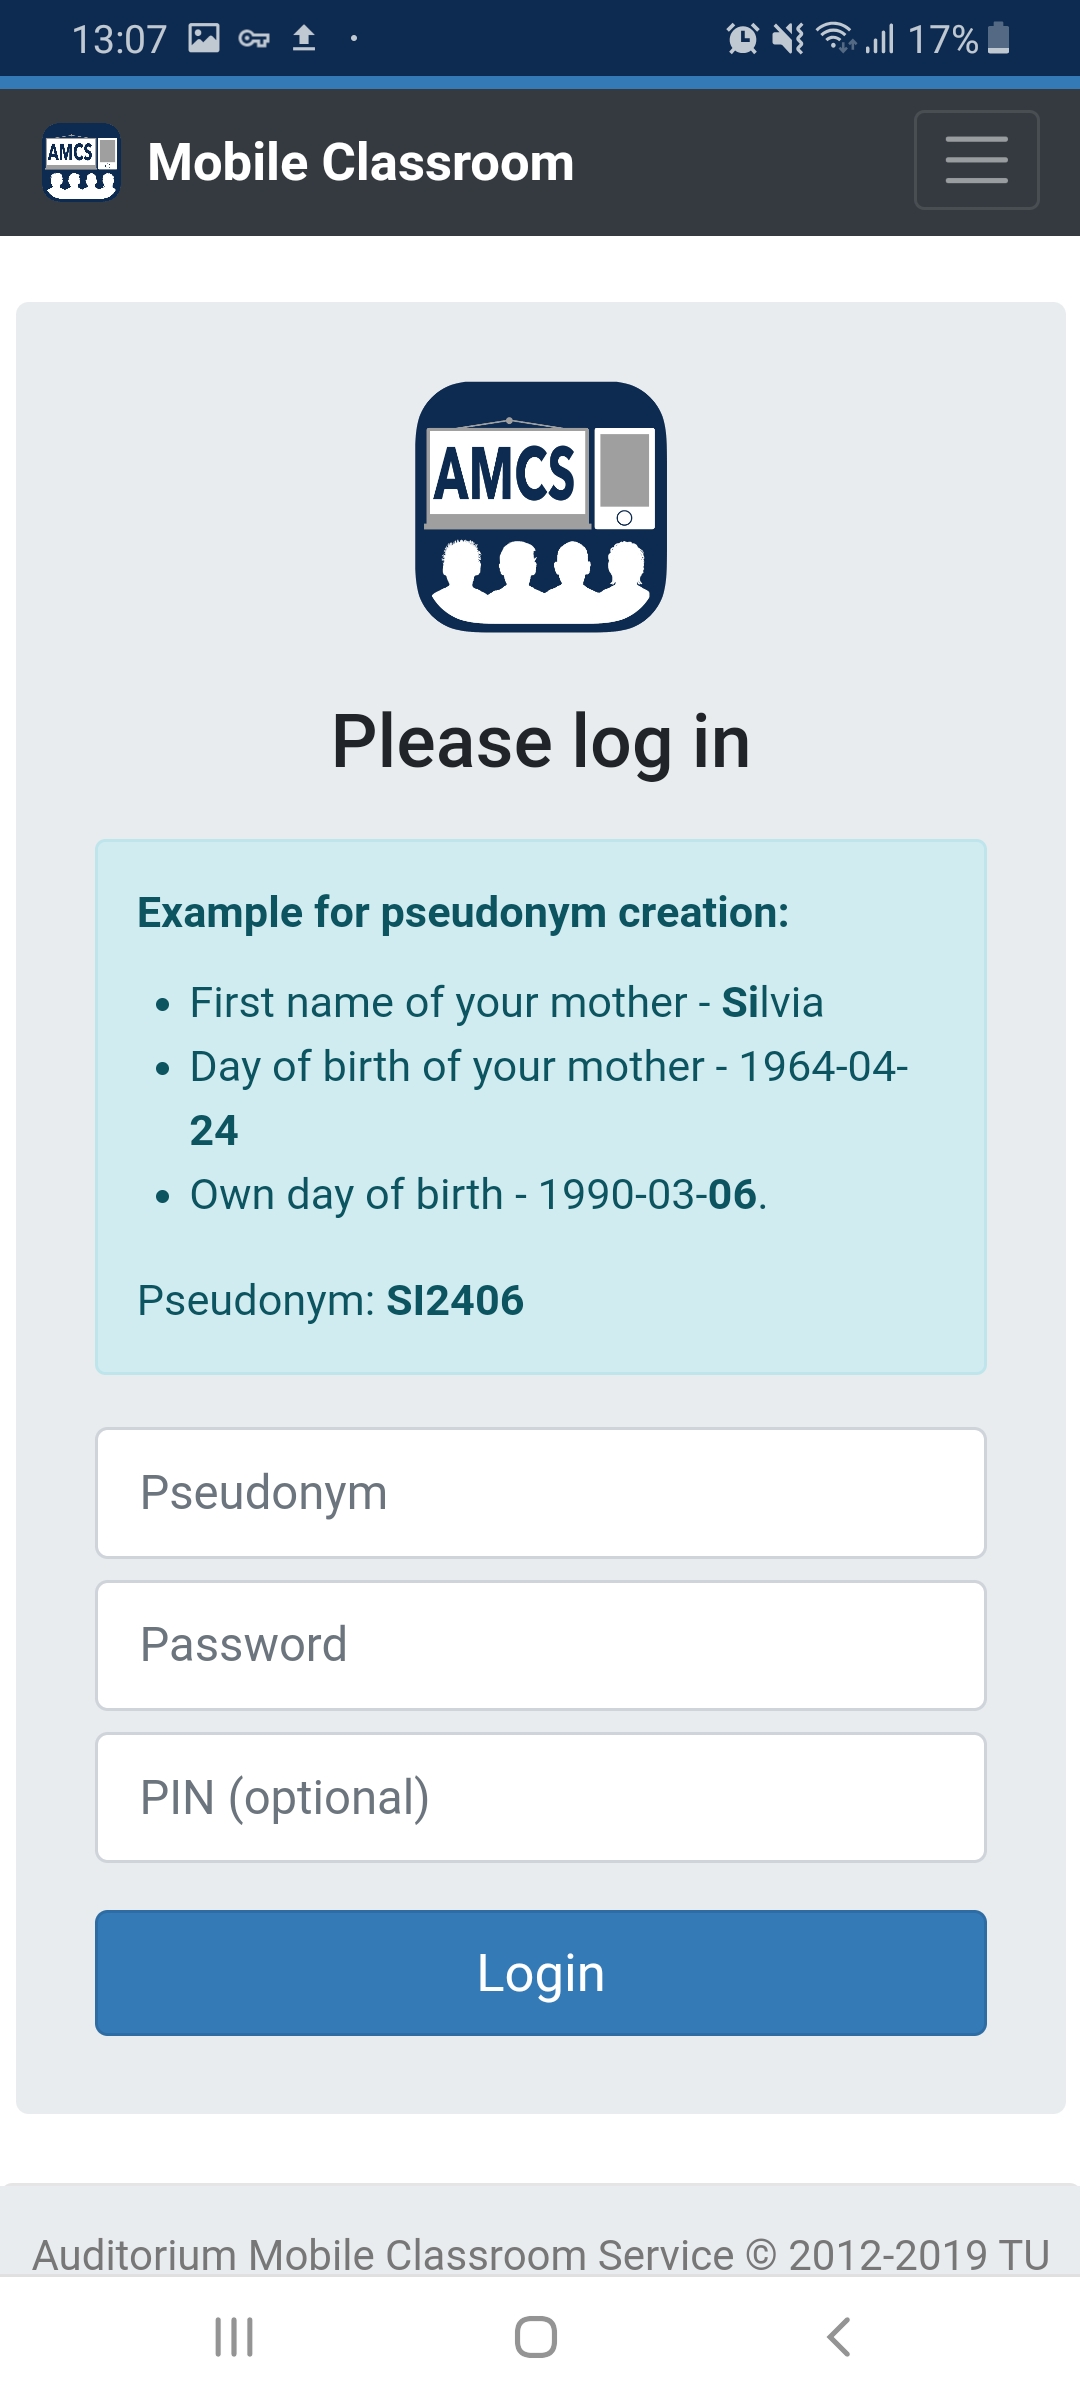 13:07 17%
AMCS Mobile Classroom
AMCS
Please log in
Example for pseudonym creation:
• First name of your mother - Silvia
• Day of birth of your mother - 1964-04-
24
• Own day of birth - 1990-03-06.
Pseudonym: SI2406
Pseudonym
Password
PIN (optional)
Login
Auditorium Mobile Classroom Service © 2012-2019 TU